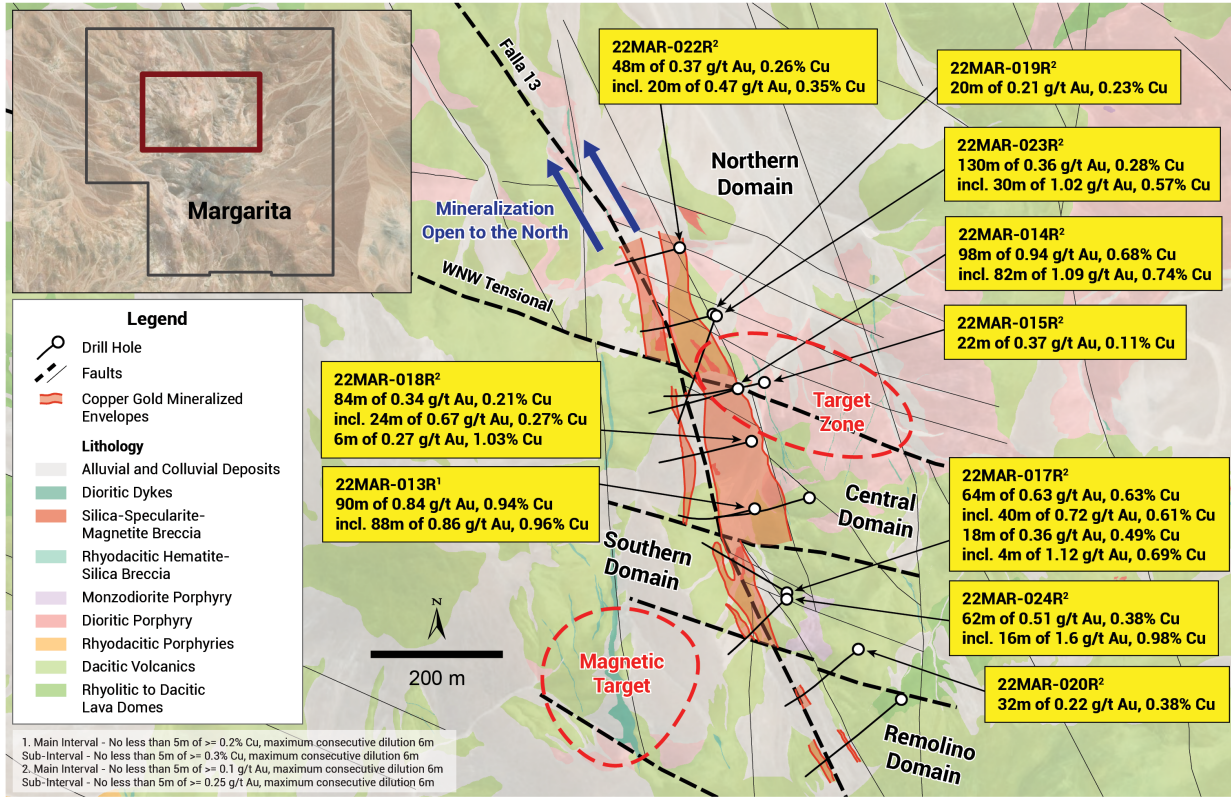 Margarita
Falla 13
22MAR-022R²
48m of 0.37 g/t Au, 0.26% Cu
incl. 20m of 0.47 g/t Au, 0.35% Cu
22MAR-019R²
20m of 0.21 g/t Au, 0.23% Cu
22MAR-023R²
130m of 0.36 g/t Au, 0.28% Cu
incl. 30m of 1.02 g/t Au, 0.57% Cu
Northern
Domain
Mineralization
Open to the North
WNW Tensional
22MAR-014R²
98m of 0.94 g/t Au, 0.68% Cu
incl. 82m of 1.09 g/t Au, 0.74% Cu
22MAR-015R²
22m of 0.37 g/t Au, 0.11% Cu
Target
Zone
22MAR-018R²
84m of 0.34 g/t Au, 0.21% Cu
incl. 24m of 0.67 g/t Au, 0.27% Cu
6m of 0.27 g/t Au, 1.03% Cu
22MAR-013R¹
90m of 0.84 g/t Au, 0.94% Cu
incl. 88m of 0.86 g/t Au, 0.96% Cu
Central
Domain
22MAR-017R²
64m of 0.63 g/t Au, 0.63% Cu
incl. 40m of 0.72 g/t Au, 0.61% Cu
18m of 0.36 g/t Au, 0.49% Cu
incl. 4m of 1.12 g/t Au, 0.69% Cu
Southern
Domain
22MAR-024R²
62m of 0.51 g/t Au, 0.38% Cu
incl. 16m of 1.6 g/t Au, 0.98% Cu
22MAR-020R²
32m of 0.22 g/t Au, 0.38% Cu
Remolino
Domain
Magnetic
Target
N
200 m
Legend
Drill Hole
Faults
Copper Gold Mineralized
Envelopes
Lithology
Alluvial and Colluvial Deposits
Dioritic Dykes
Silica-Specularite-
Magnetite Breccia
Rhyodacitic Hematite-
Silica Breccia
Monzodiorite Porphyry
Dioritic Porphyry
Rhyodacitic Porphyries
Dacitic Volcanics
Rhyolitic to Dacitic
Lava Domes
1. Main Interval - No less than 5m of >= 0.2% Cu, maximum consecutive dilution 6m
Sub-Interval - No less than 5m of >= 0.3% Cu, maximum consecutive dilution 6m
2. Main Interval - No less than 5m of >= 0.1 g/t Au, maximum consecutive dilution 6m
Sub-Interval - No less than 5m of >= 0.25 g/t Au, maximum consecutive dilution 6m